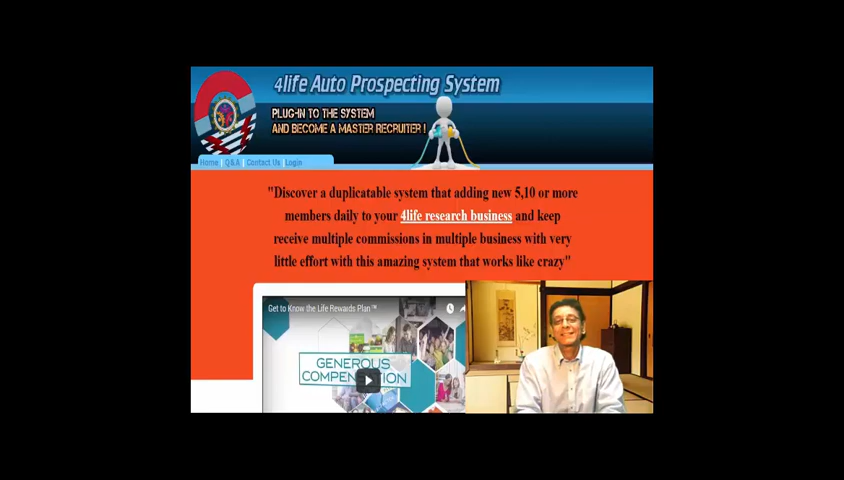 4life Auto Prospecting System
PLUG-IN TO THE SYSTEM
AND BECOME A MASTER RECRUITER !
Home | Q&A | Contact Us | Login
"Discover a duplicatable system that adding new 5,10 or more
members daily to your 4life research business and keep
receive multiple commissions in multiple business with very
little effort with this amazing system that works like crazy"
Get to Know the Life Rewards Plan™
GENEROUS
COMPENSATION